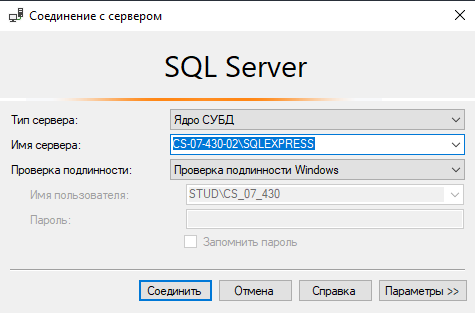 Соединение с сервером
SQL Server
Тип сервера: Ядро СУБД
Имя сервера: CS-07-430-02\SQLEXPRESS
Проверка подлинности: Проверка подлинности Windows
Имя пользователя: STUD\CS_07_430
Пароль:
Запомнить пароль
Соединить Отмена Справка Параметры >>